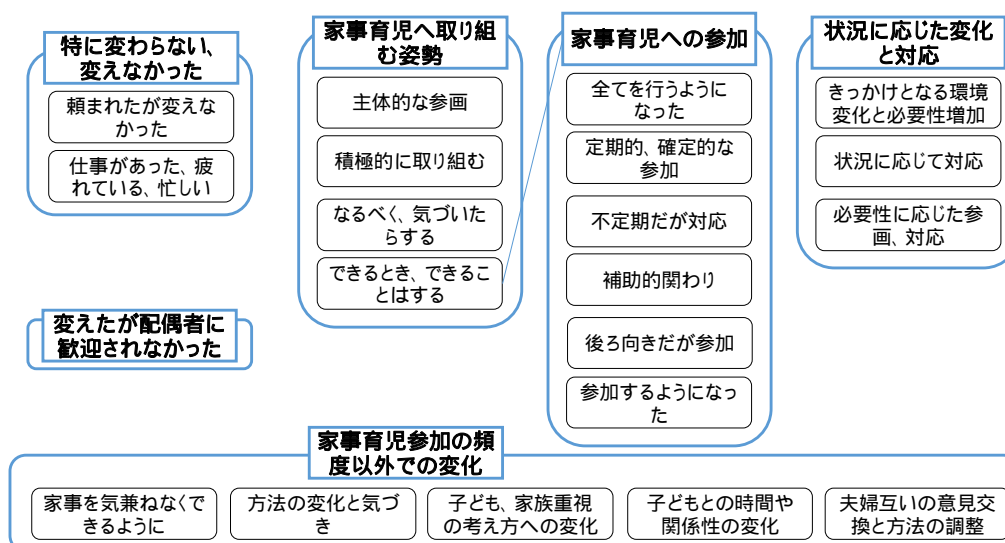 特に変わらない、
変えなかった
頼まれたが変えな
かった
仕事があった、疲
れている、忙しい
変えたが配偶者に
歓迎されなかった
家事育児へ取り組
む姿勢
主体的な参画
積極的に取り組む
なるべく、気づいた
らする
できるとき、できるこ
とはする
家事育児への参加
全てを行うように
なった
定期的、確定的な
参加
不定期だが対応
補助的関わり
後ろ向きだが参加
参加するようになっ
た
状況に応じた変化
と対応
きっかけとなる環境
変化と必要性増加
状況に応じて対応
必要性に応じた参
画、対応
家事育児参加の頻
度以外での変化
家事を気兼ねなくで
きるように
方法の変化と気づ
き
子ども、家族重視
の考え方への変化
子どもとの時間や
関係性の変化
夫婦互いの意見交
換と方法の調整